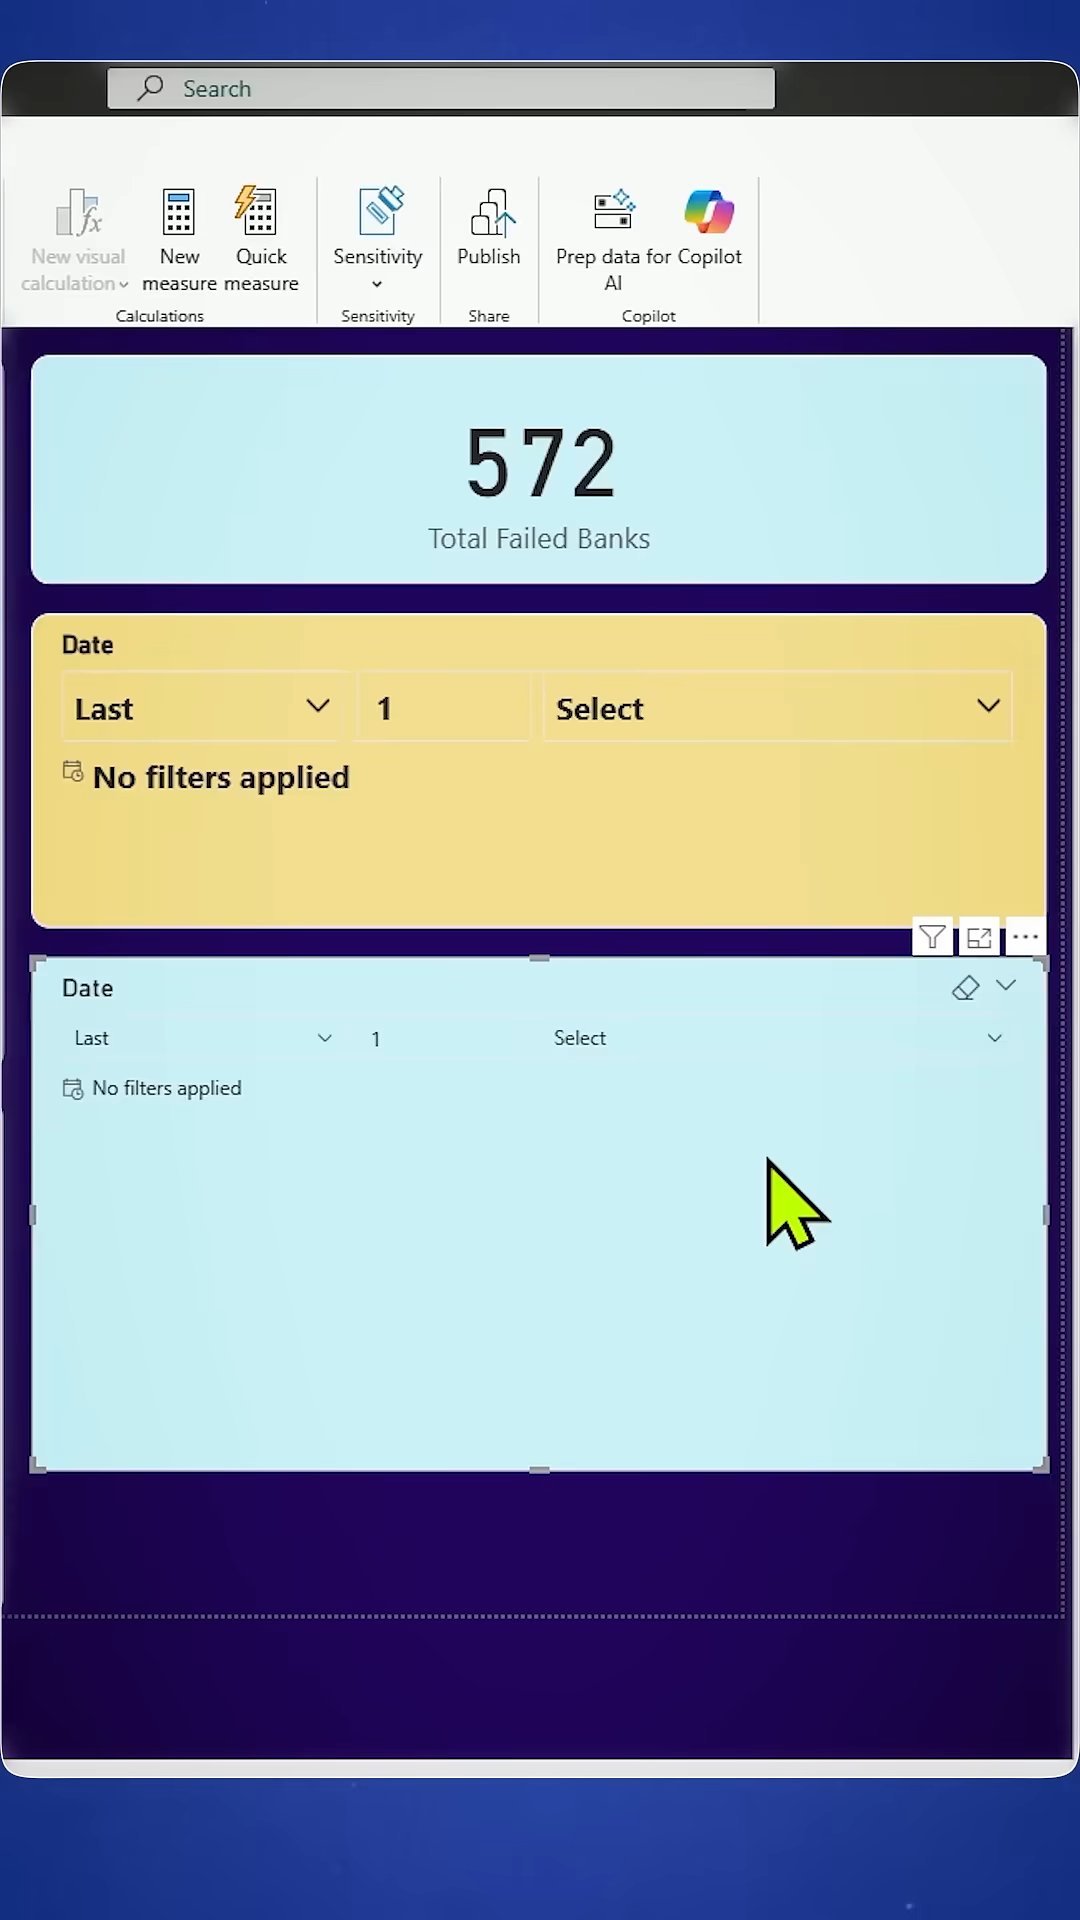 Search
New visual
calculation
New
measure
Quick
measure
Sensitivity
Publish
Prep data for
AI
Copilot
Calculations
Sensitivity
Share
Copilot
572
Total Failed Banks
Date
Last
1
Select
No filters applied
Date
Last
1
Select
No filters applied